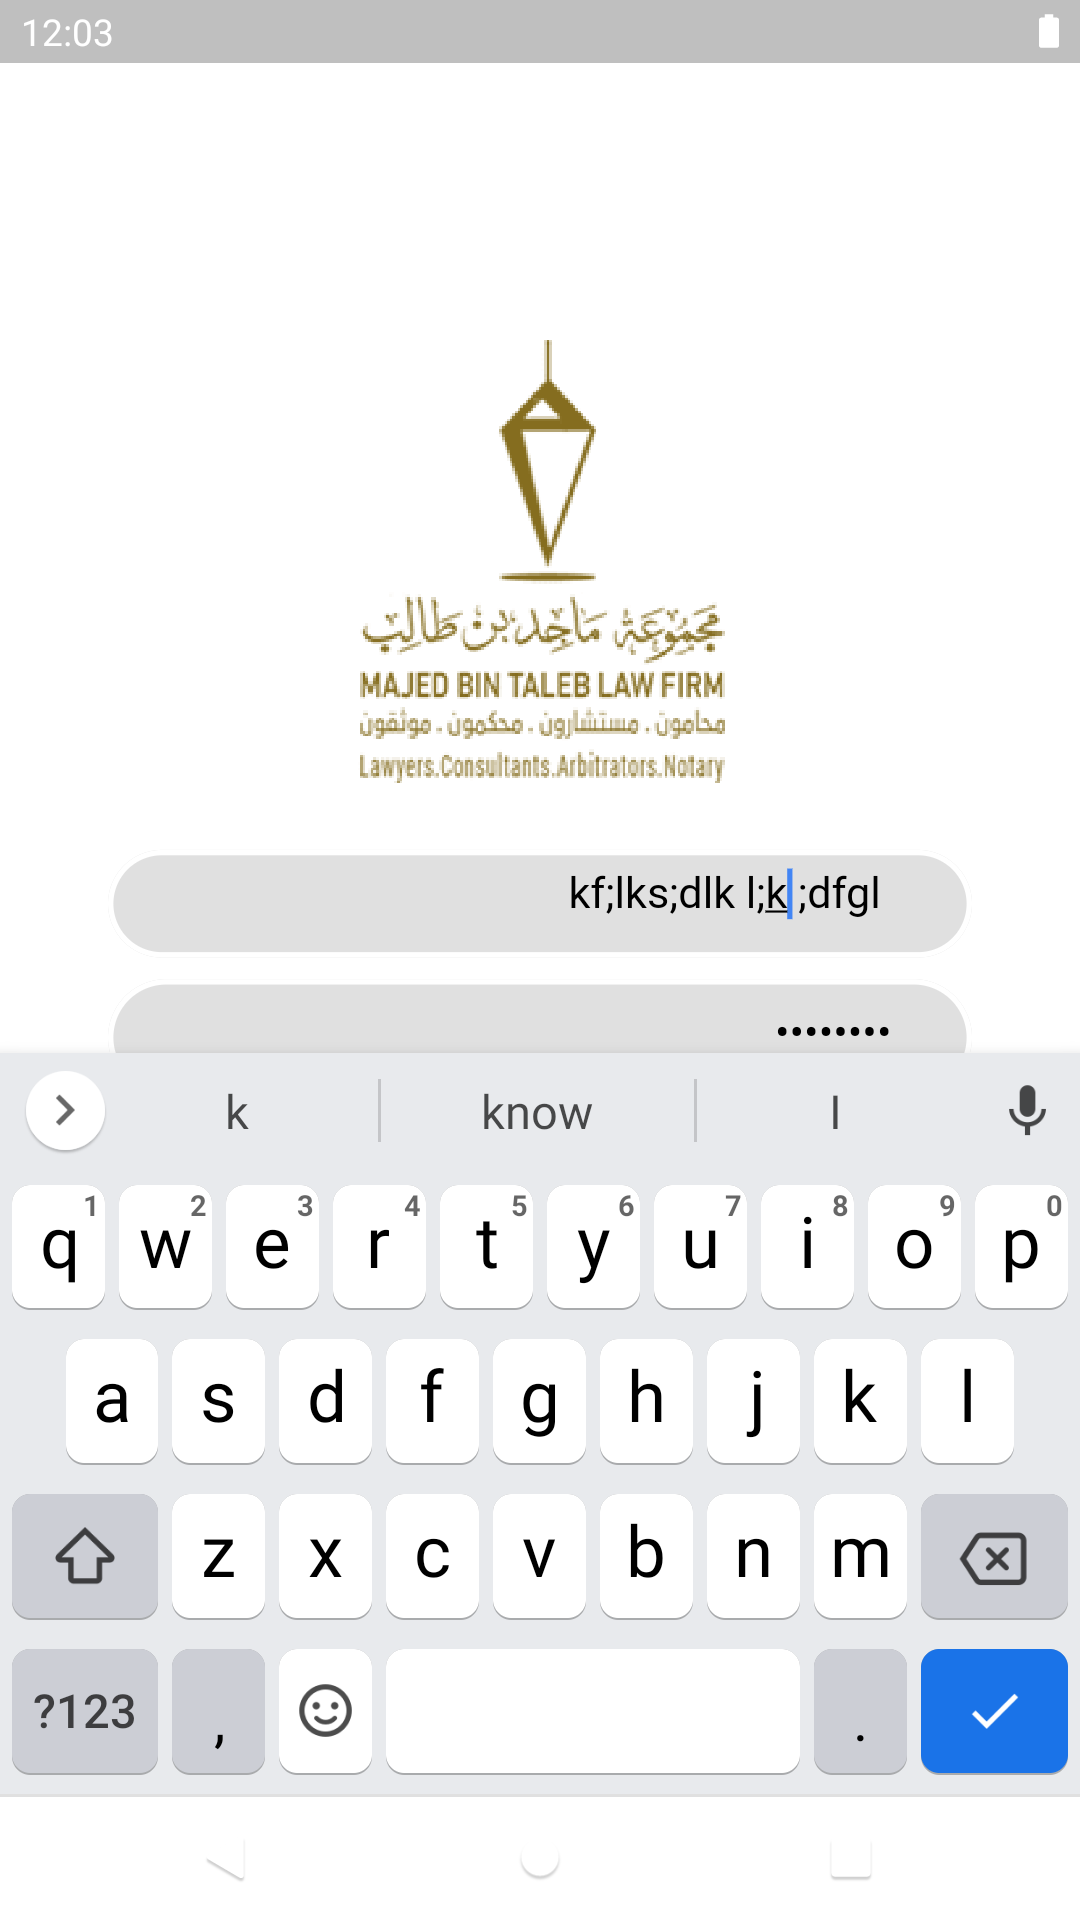 12:03
مجموعة ماجد بن طالب
MAJED BIN TALEB LAW FIRM
محامون . مستشارون . محكمون . موثقون
Lawyers.Consultants.Arbitrators.Notary
kf;lks;dlk l;k ;dfgl
••••••••
k know I
1 2 3 4 5 6 7 8 9 0
q w e r t y u i o p
a s d f g h j k l
z x c v b n m
?123 , .